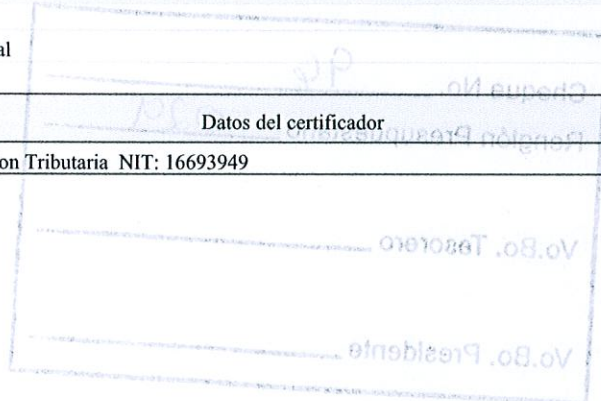 al
Cheque No.
Datos del certificador
Renglón Presupuestario
on Tributaria NIT: 16693949
Vo.Bo. Tesorero
Vo.Bo. Presidente